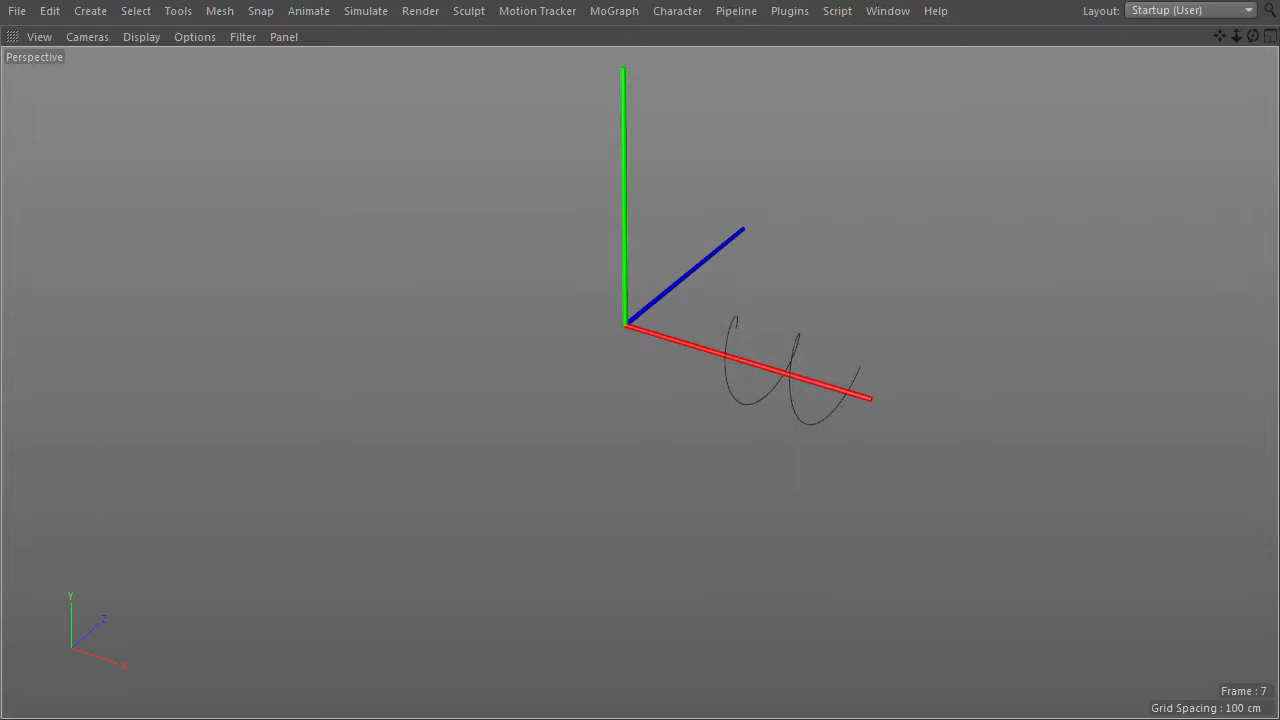 File Edit Create Select Tools Mesh Snap Animate Simulate Render Sculpt Motion Tracker MoGraph Character Pipeline Plugins Script Window Help Layout: Startup (User)
View Cameras Display Options Filter Panel
Perspective
Y
Z
X
Frame : 7
Grid Spacing : 100 cm